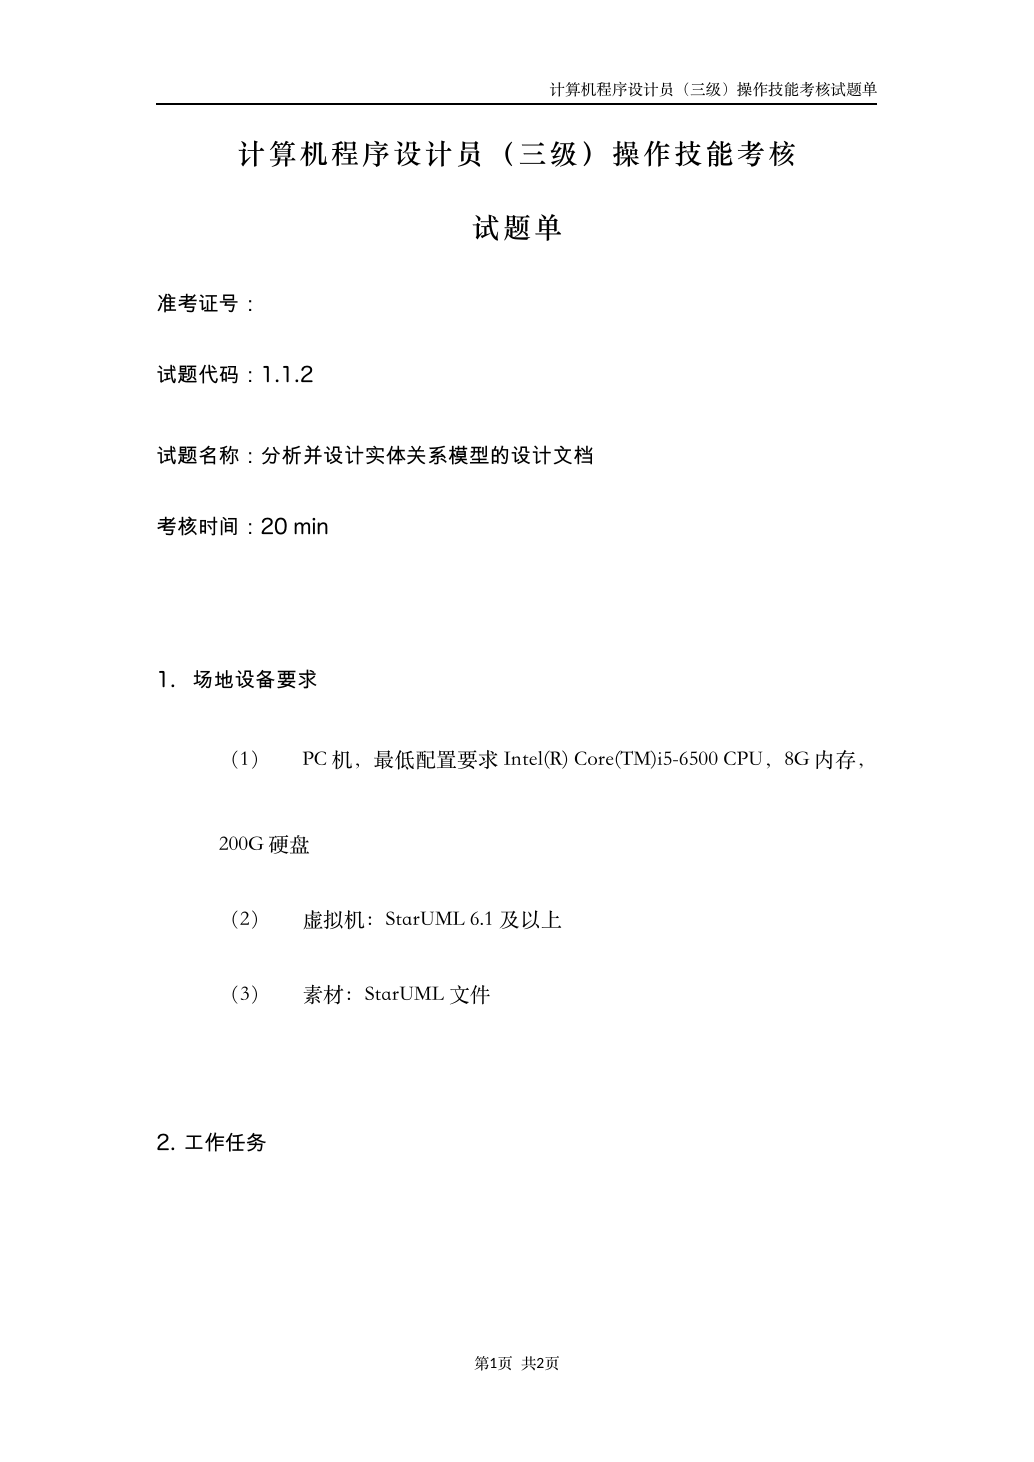 计算机程序设计员（三级）操作技能考核试题单
计算机程序设计员（三级）操作技能考核
试题单
准考证号：
试题代码：1.1.2
试题名称：分析并设计实体关系模型的设计文档
考核时间：20 min
1. 场地设备要求
（1） PC 机，最低配置要求 Intel(R) Core(TM)i5-6500 CPU，8G 内存，
200G 硬盘
（2） 虚拟机：StarUML 6.1 及以上
（3） 素材：StarUML 文件
2. 工作任务
第1页 共2页